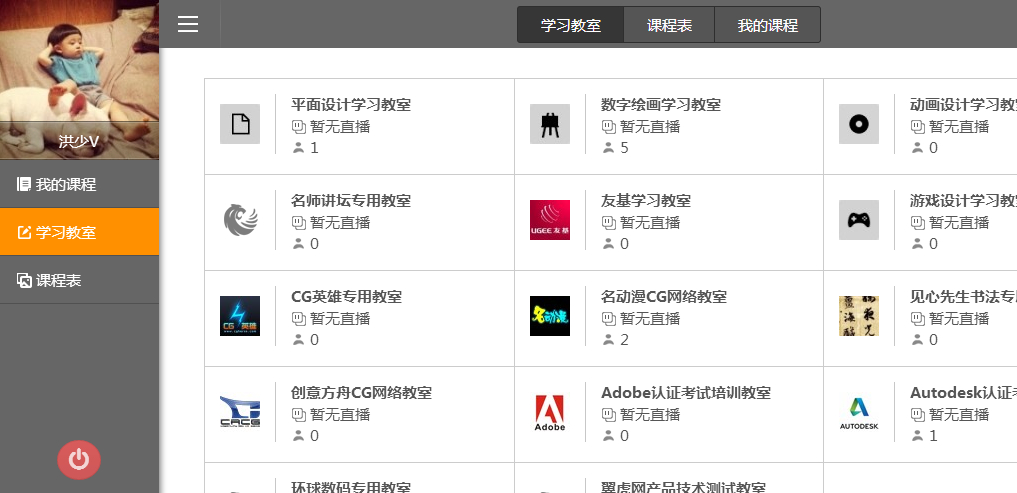 学习教室
课程表
我的课程
洪少V
我的课程
学习教室
课程表
平面设计学习教室
暂无直播
1
数字绘画学习教室
暂无直播
5
动画设计学习教
暂无直播
0
名师讲坛专用教室
暂无直播
0
UGEE 友基
友基学习教室
暂无直播
0
游戏设计学习教
暂无直播
0
CG 英雄
CG英雄专用教室
暂无直播
0
名动漫
名动漫CG网络教室
暂无直播
2
见心先生书法专
暂无直播
0
CACG
创意方舟CG网络教室
暂无直播
0
Adobe
Adobe认证考试培训教室
暂无直播
0
AUTODESK
Autodesk认证
暂无直播
1
环球数码专用教室
翼虎网产品技术测试教室